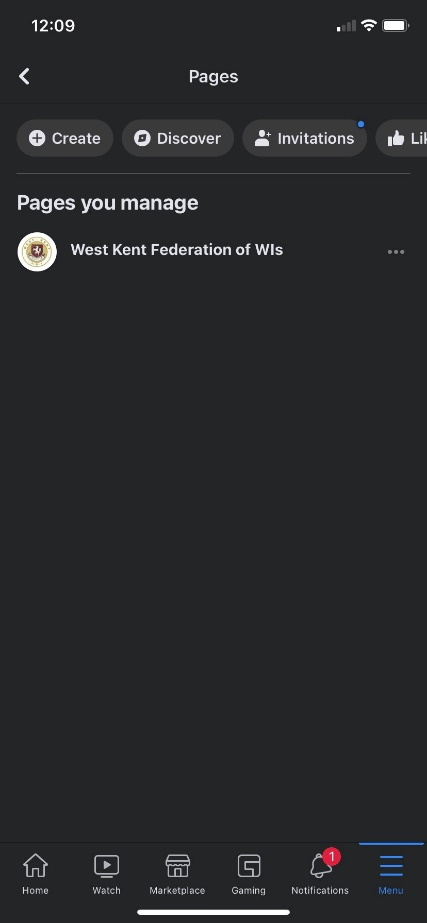 12:09
Pages
Create
Discover
Invitations
Pages you manage
West Kent Federation of WIs
1
Home
Watch
Marketplace
Gaming
Notifications
Menu